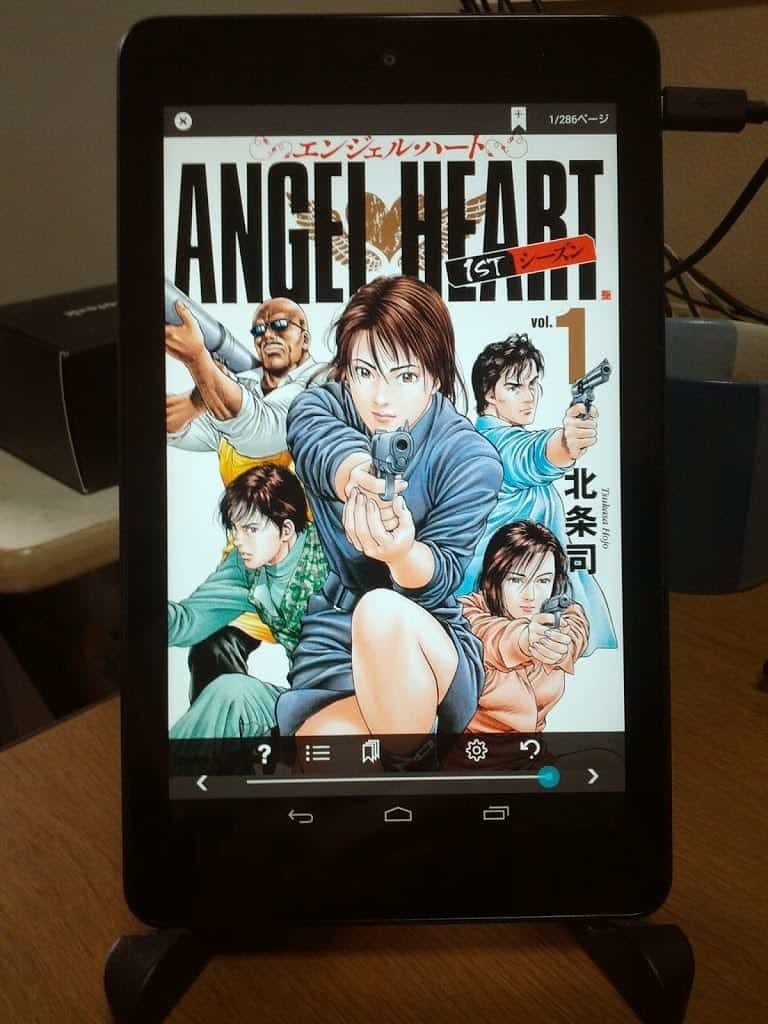 1/286ページ
エンジェル・ハート
ANGEL HEART
1ST シーズン
vol. 1
北条司
Tsukasa Hojo
?